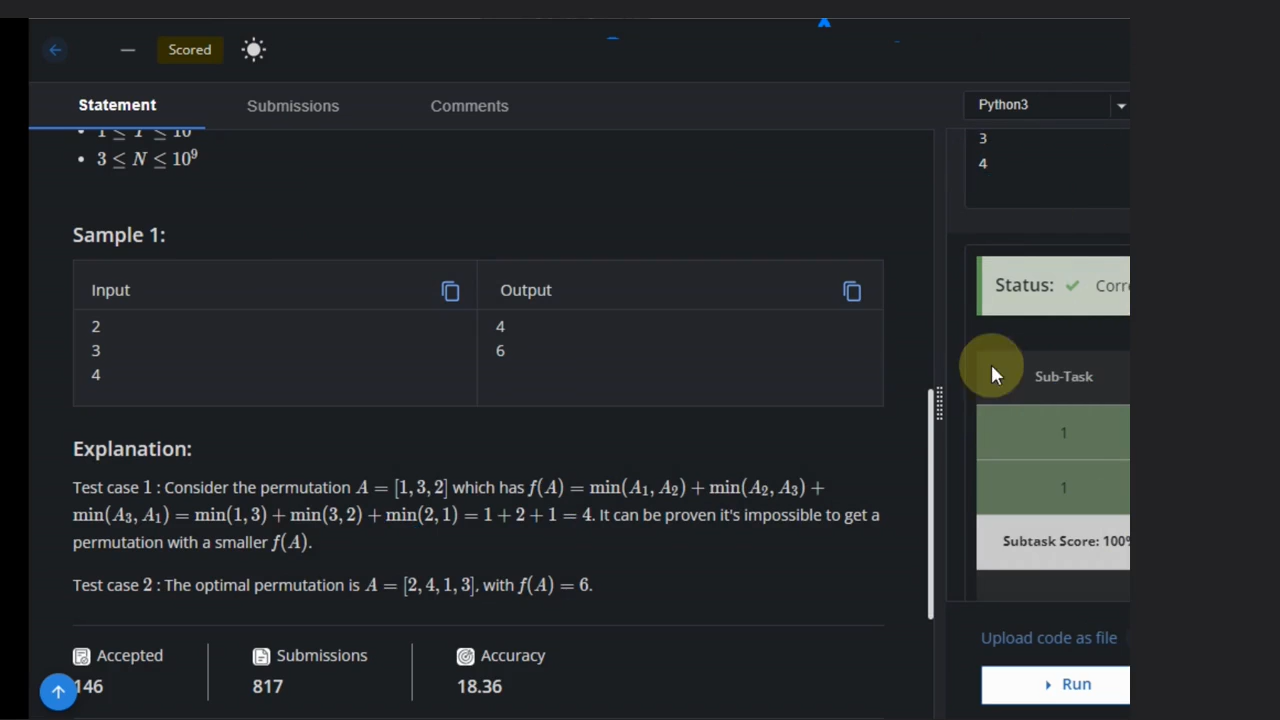 Scored
Statement Submissions Comments
Python3
3 ≤ N ≤ 10⁹
3
4
Sample 1:
Input Output
2
3
4
4
6
Status:
Sub-Task
1
1
Subtask Score: 100%
Explanation:
Test case 1 : Consider the permutation A = [1, 3, 2] which has f(A) = min(A₁, A₂) + min(A₂, A₃) +
min(A₃, A₁) = min(1, 3) + min(3, 2) + min(2, 1) = 1 + 2 + 1 = 4. It can be proven it's impossible to get a
permutation with a smaller f(A).
Test case 2 : The optimal permutation is A = [2, 4, 1, 3], with f(A) = 6.
Accepted Submissions Accuracy
146 817 18.36
Upload code as file
Run